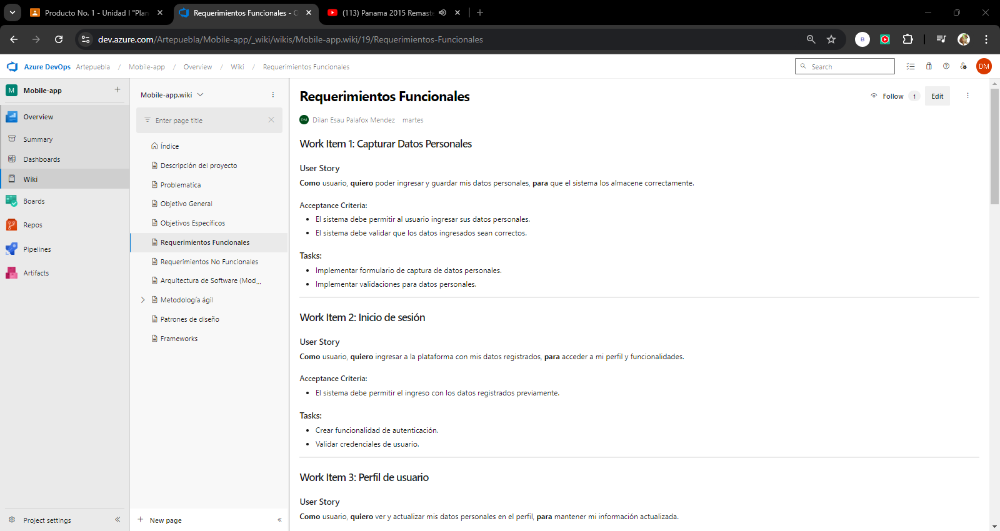 Producto No. 1 - Unidad I "Plan
Requerimientos Funcionales - C
(113) Panama 2015 Remaste
dev.azure.com/Artepuebla/Mobile-app/_wiki/wikis/Mobile-app.wiki/19/Requerimientos-Funcionales
B
Azure DevOps Artepuebla / Mobile-app / Overview / Wiki / Requerimientos Funcionales
Search
DM
M Mobile-app
Overview
Summary
Dashboards
Wiki
Boards
Repos
Pipelines
Artifacts
Project settings
Mobile-app.wiki
Enter page title
Índice
Descripción del proyecto
Problematica
Objetivo General
Objetivos Específicos
Requerimientos Funcionales
Requerimientos No Funcionales
Arquitectura de Software (Mod...
Metodología ágil
Patrones de diseño
Frameworks
New page
Requerimientos Funcionales
Follow 1 Edit
DM Dilan Esau Palafox Mendez martes
Work Item 1: Capturar Datos Personales
User Story
Como usuario, quiero poder ingresar y guardar mis datos personales, para que el sistema los almacene correctamente.
Acceptance Criteria:
• El sistema debe permitir al usuario ingresar sus datos personales.
• El sistema debe validar que los datos ingresados sean correctos.
Tasks:
• Implementar formulario de captura de datos personales.
• Implementar validaciones para datos personales.
Work Item 2: Inicio de sesión
User Story
Como usuario, quiero ingresar a la plataforma con mis datos registrados, para acceder a mi perfil y funcionalidades.
Acceptance Criteria:
• El sistema debe permitir el ingreso con los datos registrados previamente.
Tasks:
• Crear funcionalidad de autenticación.
• Validar credenciales de usuario.
Work Item 3: Perfil de usuario
User Story
Como usuario, quiero ver y actualizar mis datos personales en el perfil, para mantener mi información actualizada.